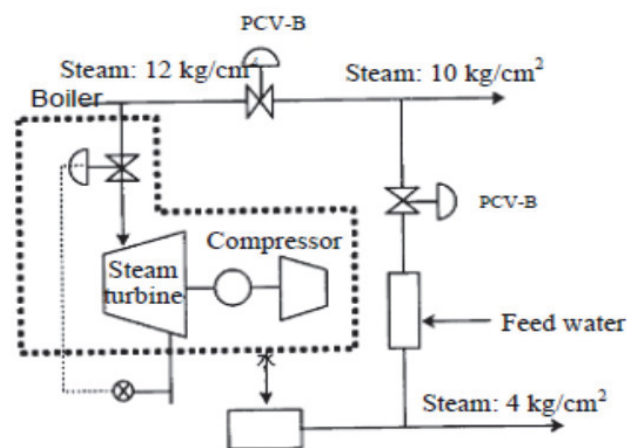 PCV-B
Steam: 12 kg/cm²
Steam: 10 kg/cm²
Boiler
PCV-B
Compressor
Steam
turbine
Feed water
Steam: 4 kg/cm²